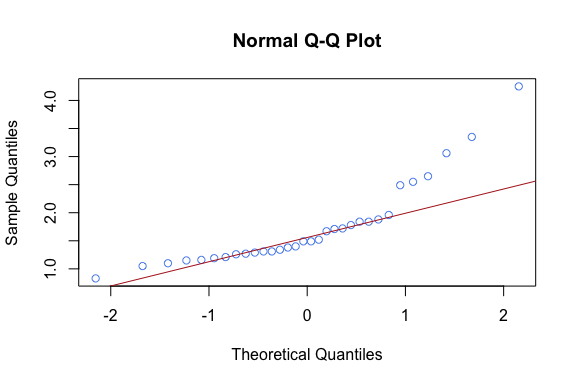 Normal Q-Q Plot
Sample Quantiles
4.0
3.0
2.0
1.0
-2 -1 0 1 2
Theoretical Quantiles